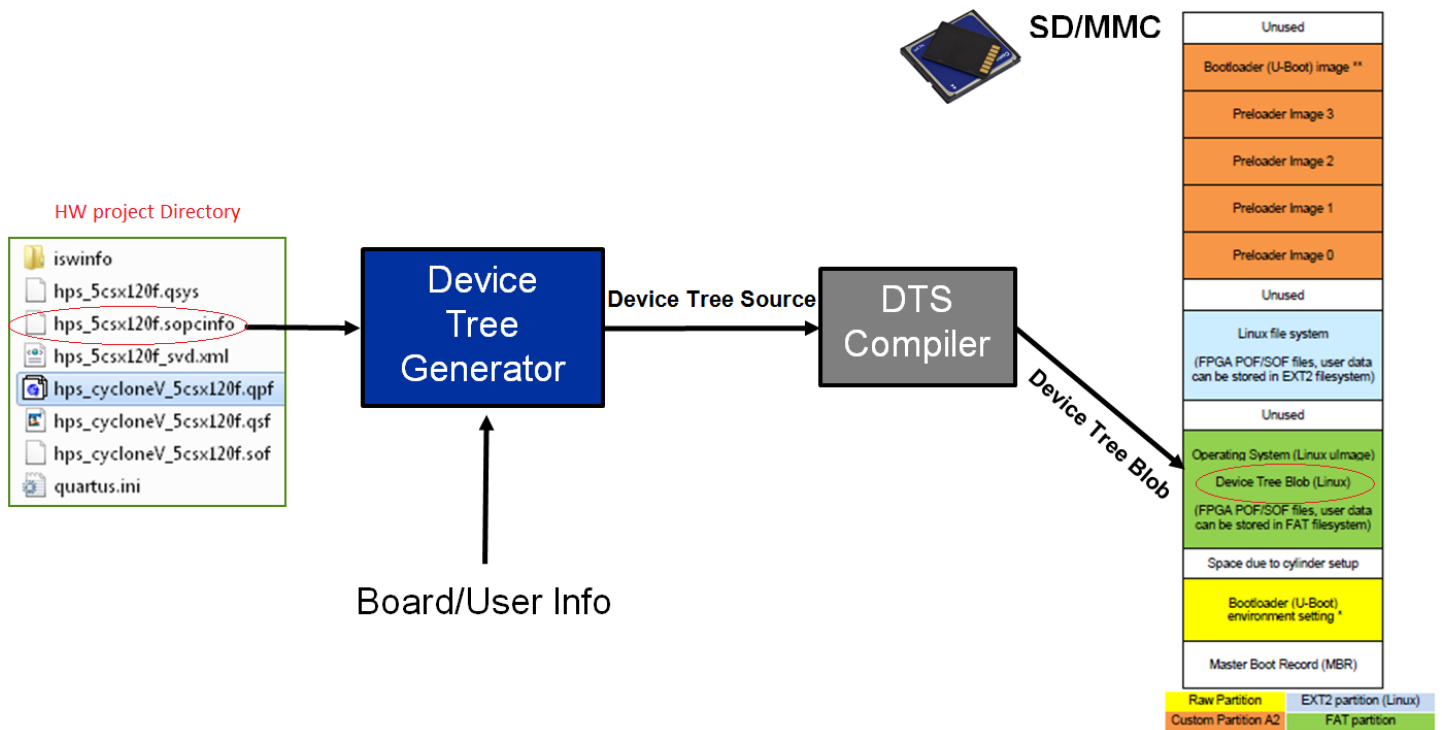 SD/MMC
HW project Directory
iswinfo
hps_5csx120f.qsys
hps_5csx120f.sopcinfo
hps_5csx120f_svd.xml
hps_cycloneV_5csx120f.qpf
hps_cycloneV_5csx120f.qsf
hps_cycloneV_5csx120f.sof
quartus.ini
Device
Tree
Generator
Board/User Info
Device Tree Source
DTS
Compiler
Device Tree Blob
Unused
Bootloader (U-Boot) image **
Preloader Image 3
Preloader Image 2
Preloader Image 1
Preloader Image 0
Unused
Linux file system
(FPGA POF/SOF files, user data
can be stored in EXT2 filesystem)
Unused
Operating System (Linux uImage)
Device Tree Blob (Linux)
(FPGA POF/SOF files, user data
can be stored in FAT filesystem)
Space due to cylinder setup
Bootloader (U-Boot)
environment setting *
Master Boot Record (MBR)
Raw Partition
EXT2 partition (Linux)
Custom Partition A2
FAT partition